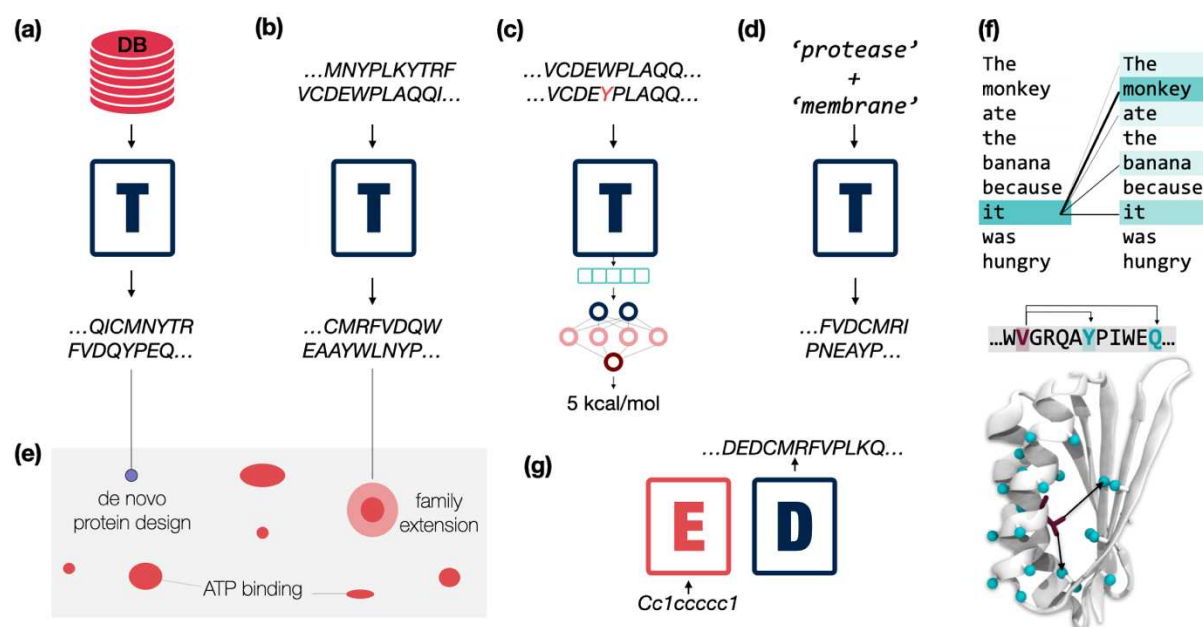 (a)
DB
T
...QICMNYTR
FVDQYPEQ...
(b)
...MNYPLKYTRF
VCDEWPLAQQI...
T
...CMRFVDQW
EAAYWLNYP...
(c)
...VCDEWPLAQQ...
...VCDEYPLAQQ...
T
5 kcal/mol
(d)
‘protease’
+
‘membrane’
T
...FVDCMRI
PNEAYP...
(e)
de novo
protein design
family
extension
ATP binding
(f)
The The
monkey monkey
ate ate
the the
banana banana
because because
it it
was was
hungry hungry
...WVGRQAYPIWEQ...
(g)
...DEDCMRFVPLKQ...
E D
Cc1ccccc1